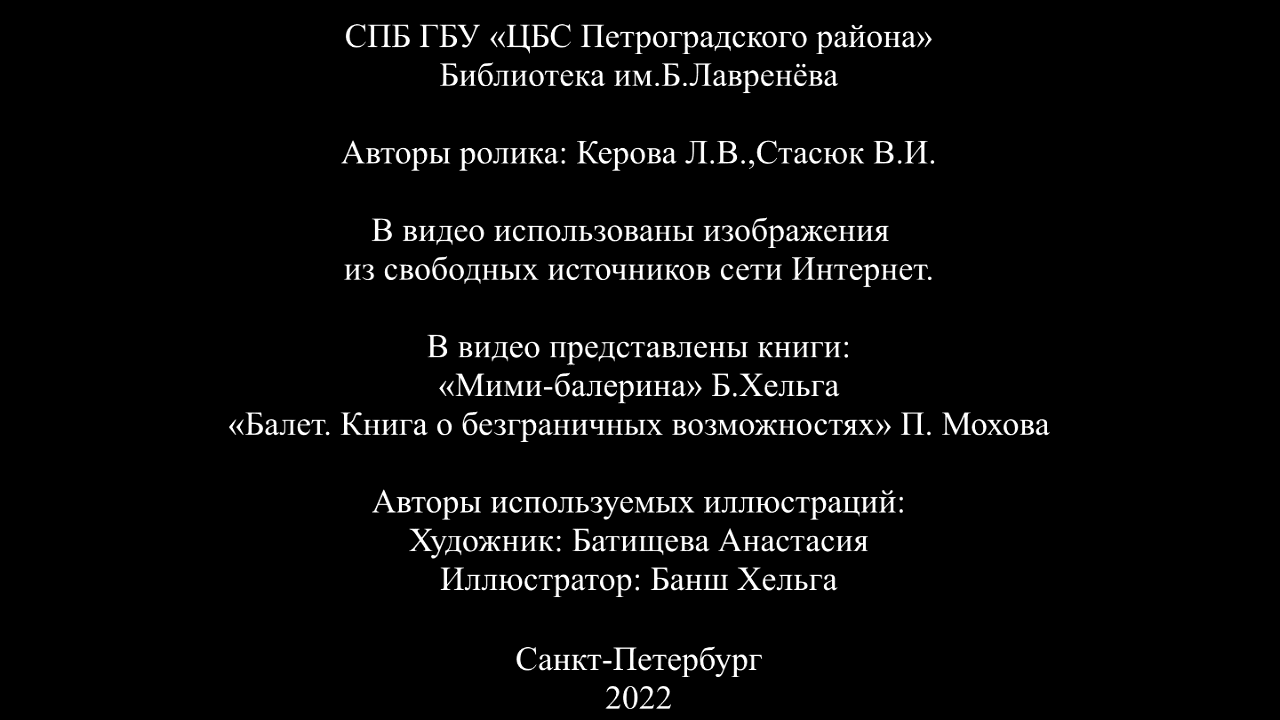 СПБ ГБУ «ЦБС Петроградского района»
Библиотека им.Б.Лавренёва
Авторы ролика: Керова Л.В.,Стасюк В.И.
В видео использованы изображения
из свободных источников сети Интернет.
В видео представлены книги:
«Мими-балерина» Б.Хельга
«Балет. Книга о безграничных возможностях» П. Мохова
Авторы используемых иллюстраций:
Художник: Батищева Анастасия
Иллюстратор: Банш Хельга
Санкт-Петербург
2022